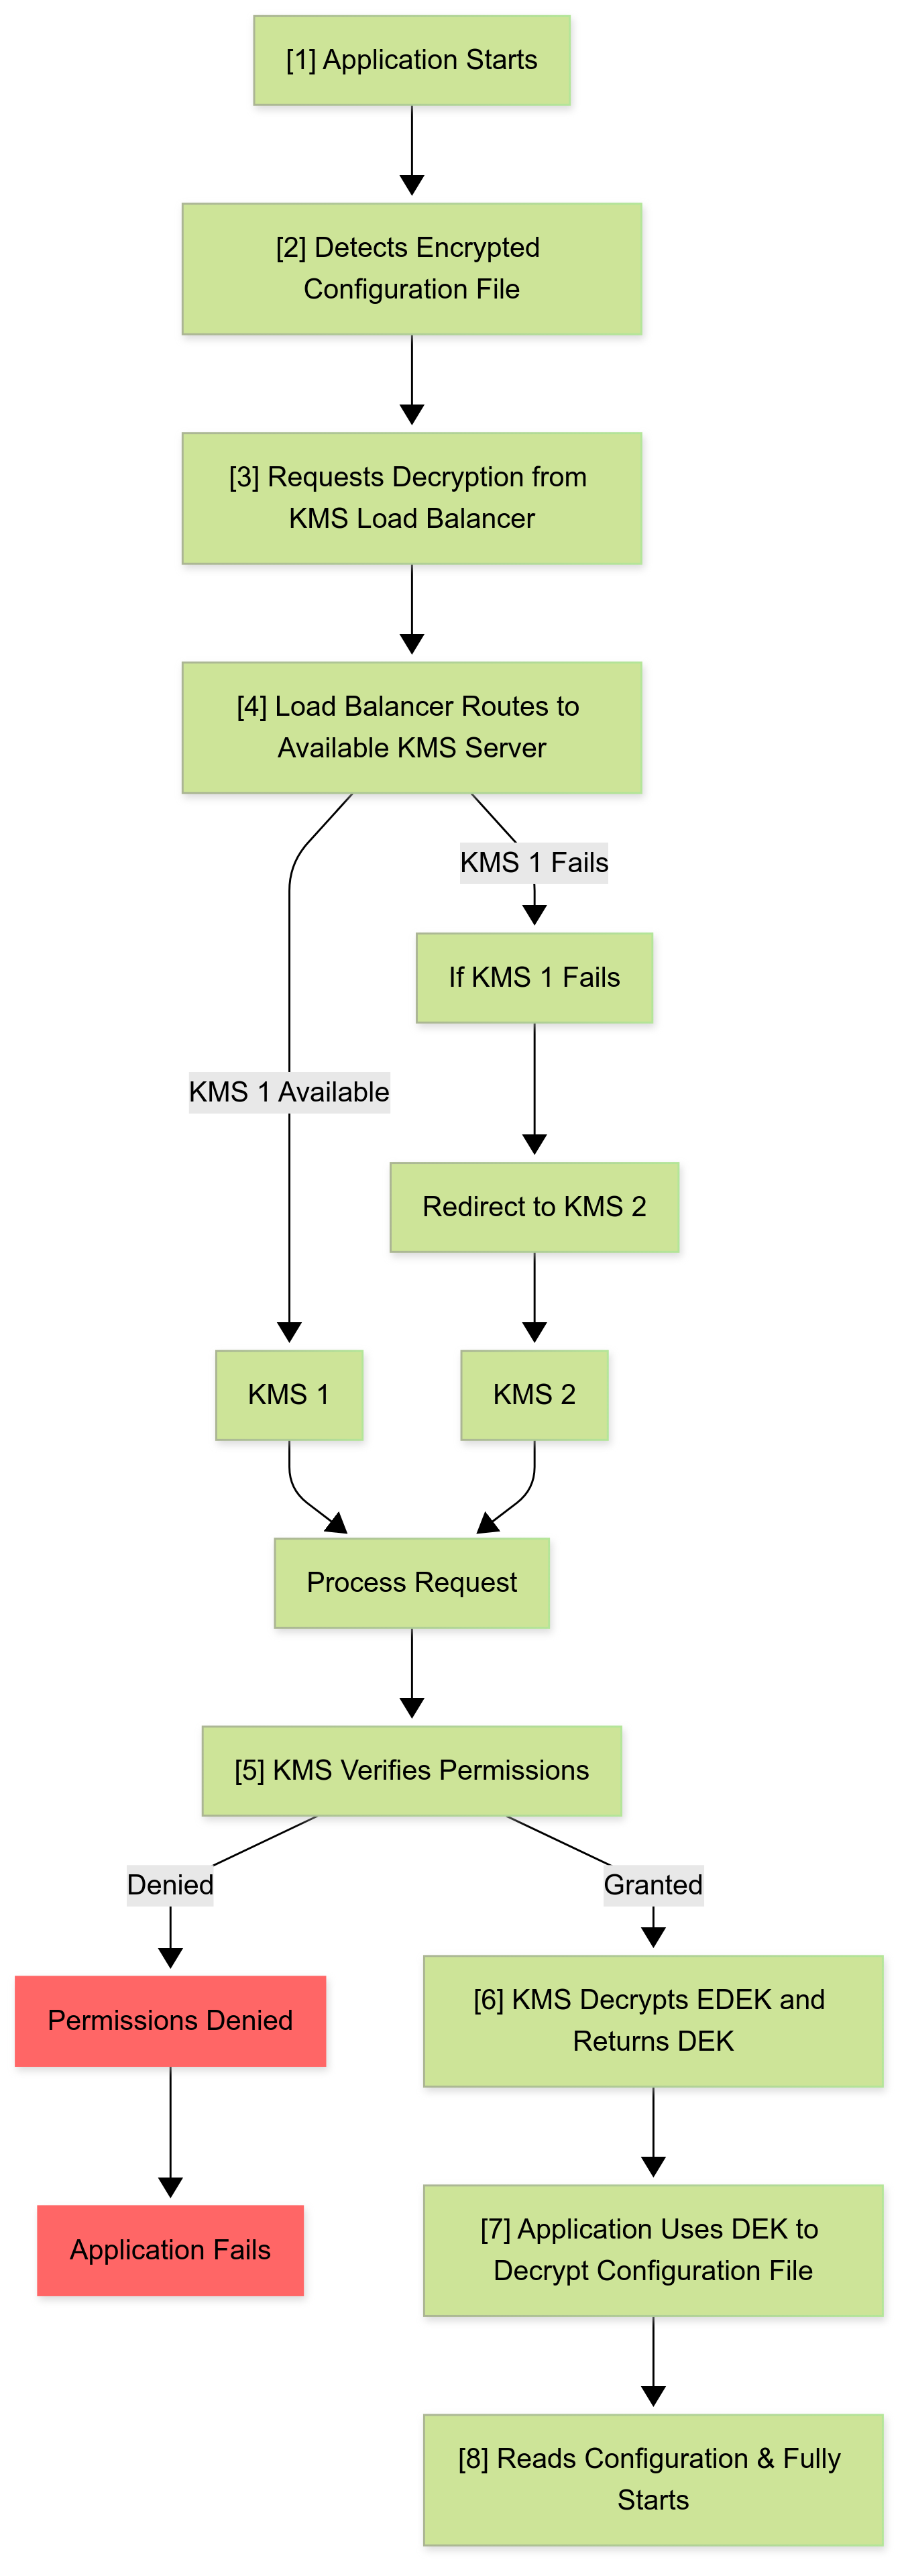 [1] Application Starts
[2] Detects Encrypted
Configuration File
[3] Requests Decryption from
KMS Load Balancer
[4] Load Balancer Routes to
Available KMS Server
KMS 1 Fails
If KMS 1 Fails
KMS 1 Available
Redirect to KMS 2
KMS 1
KMS 2
Process Request
[5] KMS Verifies Permissions
Denied
Granted
Permissions Denied
[6] KMS Decrypts EDEK and
Returns DEK
Application Fails
[7] Application Uses DEK to
Decrypt Configuration File
[8] Reads Configuration & Fully
Starts